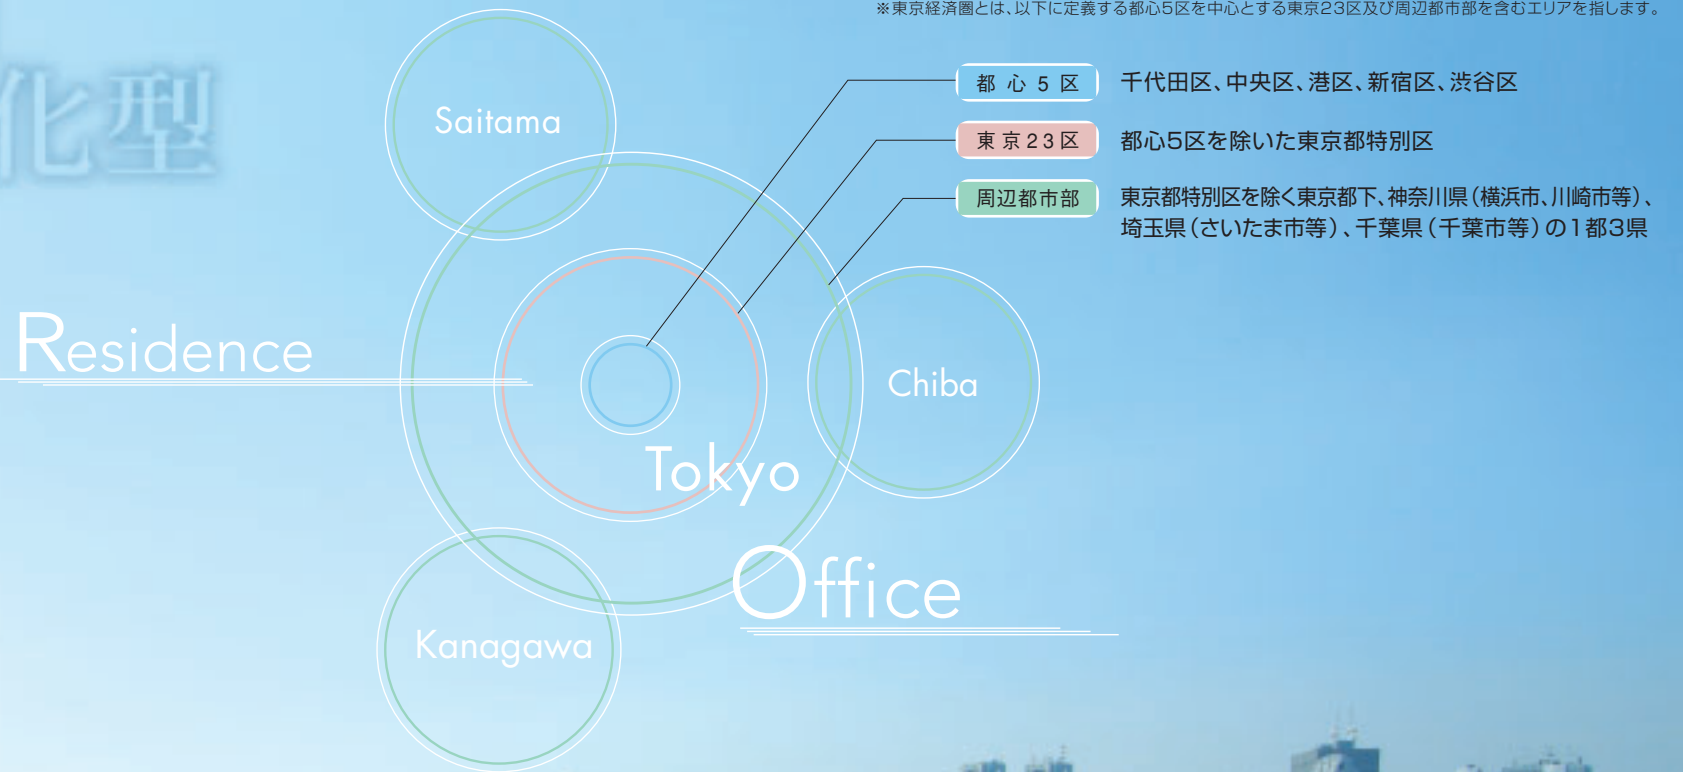 ※東京経済圏とは、以下に定義する都心5区を中心とする東京23区及び周辺都市部を含むエリアを指します。
化型
都心5区 千代田区、中央区、港区、新宿区、渋谷区
東京23区 都心5区を除いた東京都特別区
周辺都市部 東京都特別区を除く東京都下、神奈川県（横浜市、川崎市等）、
埼玉県（さいたま市等）、千葉県（千葉市等）の1都3県
Saitama
Residence
Chiba
Tokyo
Office
Kanagawa